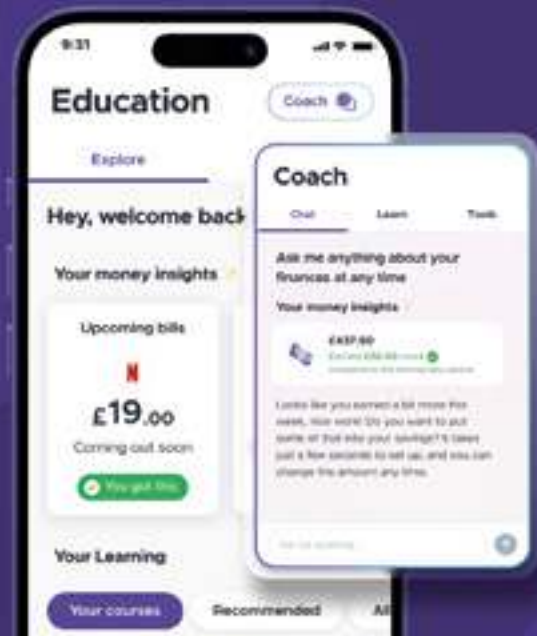 9:31
Education
Coach
Explore
Hey, welcome back
Your money insights
Upcoming bills
N
£19.00
Coming out soon
You got this
Your Learning
Your courses
Recommended
All
Coach
Chat
Learn
Tools
Ask me anything about your
finances at any time
Your money insights
£437.60
Looks like you earned a bit more this
week, nice work! Do you want to put
some of that into your savings? It takes
just a few seconds to set up, and you can
change the amount any time.